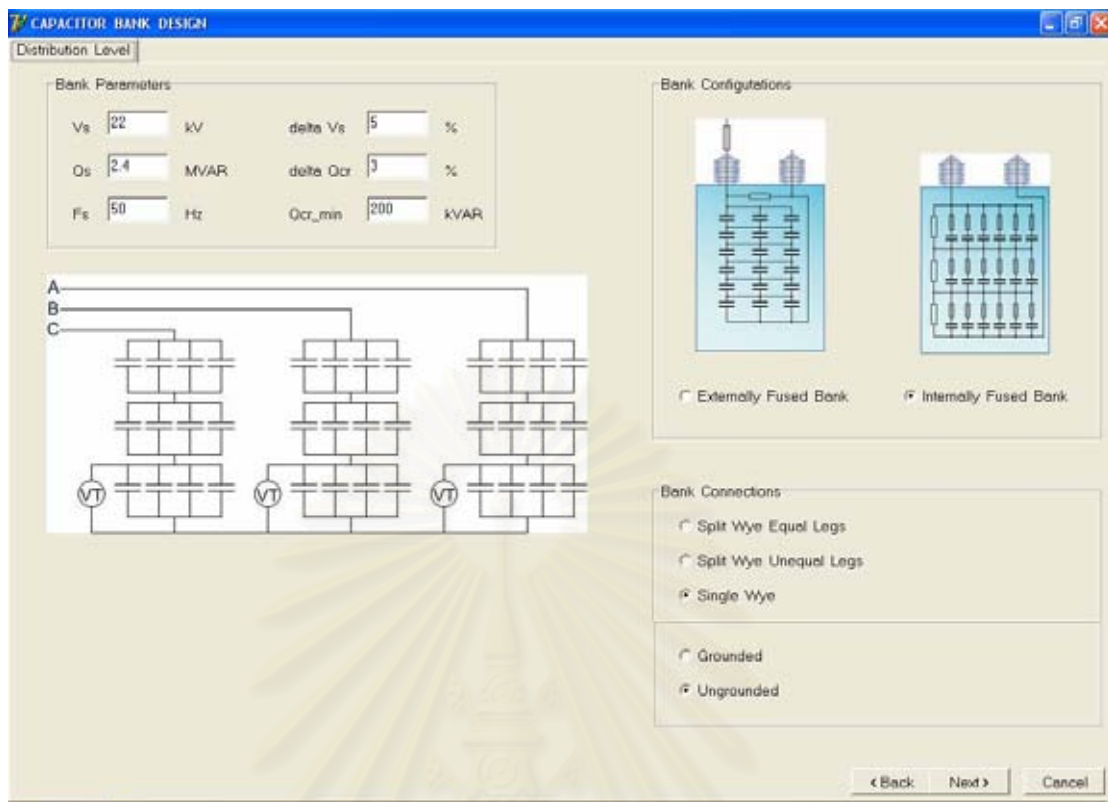 CAPACITOR BANK DESIGN
Distribution Level
Bank Parameters
Vs 22 kV delta Vs 5 %
Qs 2.4 MVAR delta Qcr 3 %
Fs 50 Hz Qcr_min 200 kVAR
A
B
C
VT VT VT
Bank Configutations
Externally Fused Bank Internally Fused Bank
Bank Connections
Split Wye Equal Legs
Split Wye Unequal Legs
Single Wye
Grounded
Ungrounded
< Back Next > Cancel